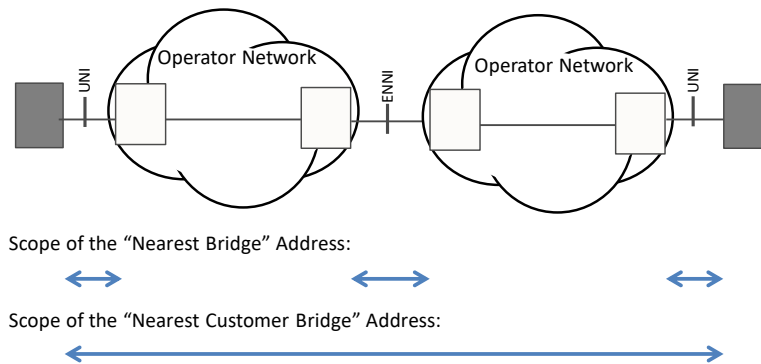 Operator Network
Operator Network
UNI
ENNI
UNI
Scope of the “Nearest Bridge” Address:
Scope of the “Nearest Customer Bridge” Address: